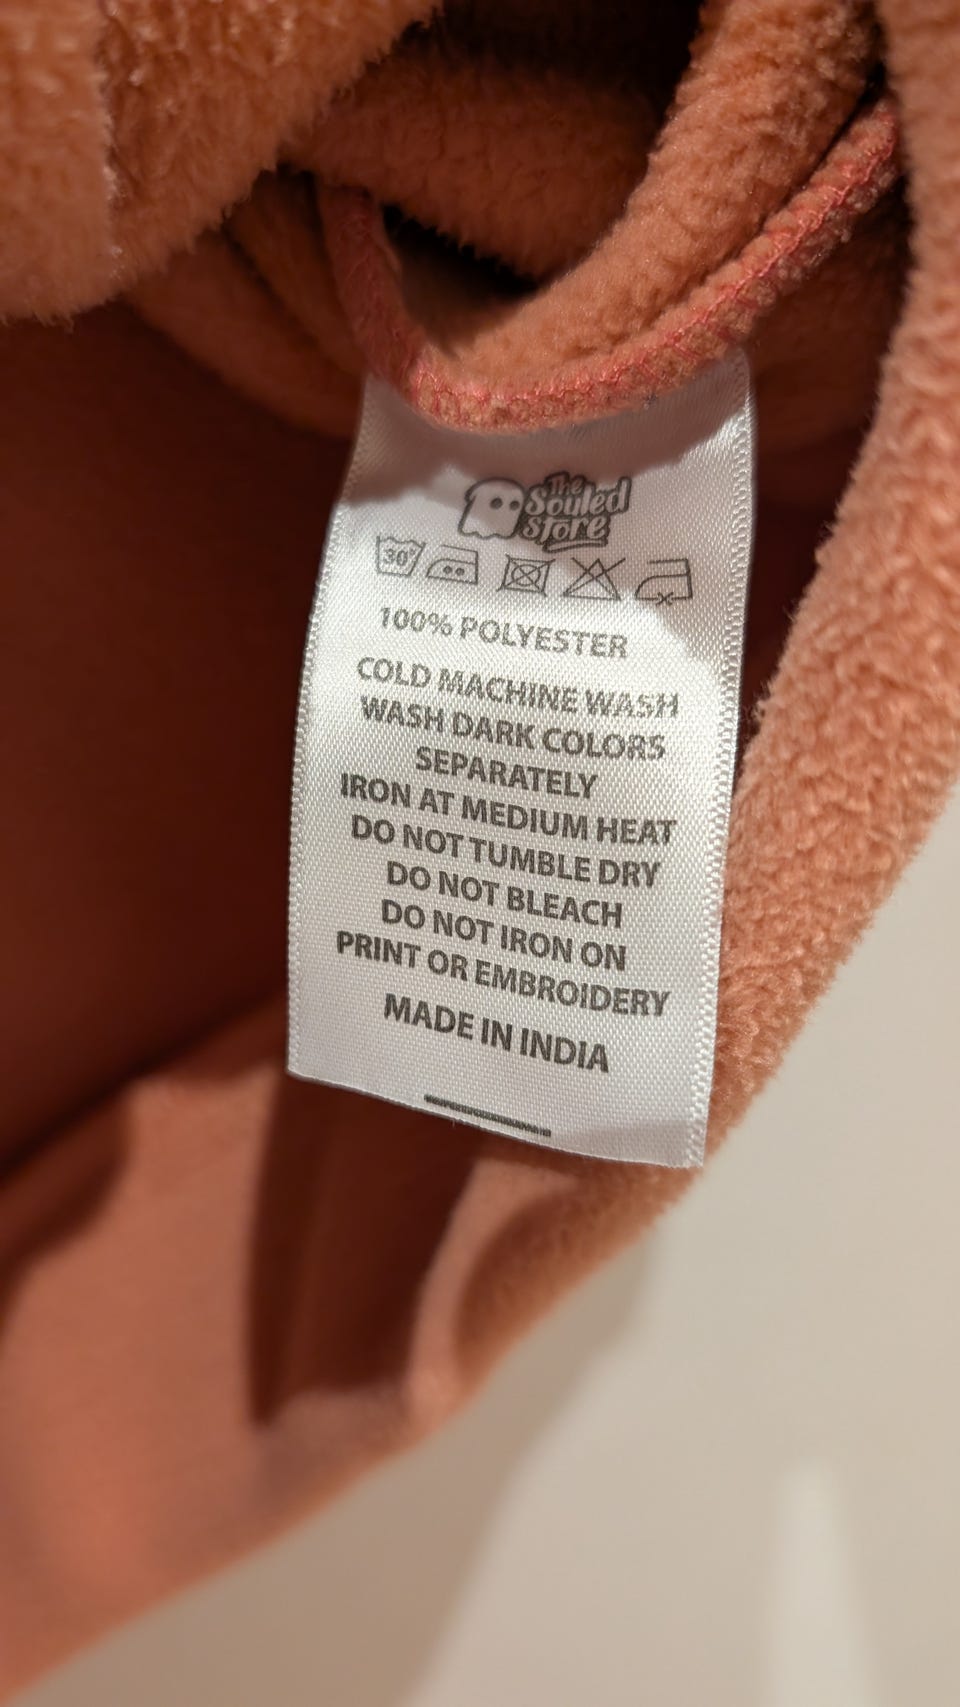 The
Souled
Store
30°
100% POLYESTER
COLD MACHINE WASH
WASH DARK COLORS
SEPARATELY
IRON AT MEDIUM HEAT
DO NOT TUMBLE DRY
DO NOT BLEACH
DO NOT IRON ON
PRINT OR EMBROIDERY
MADE IN INDIA